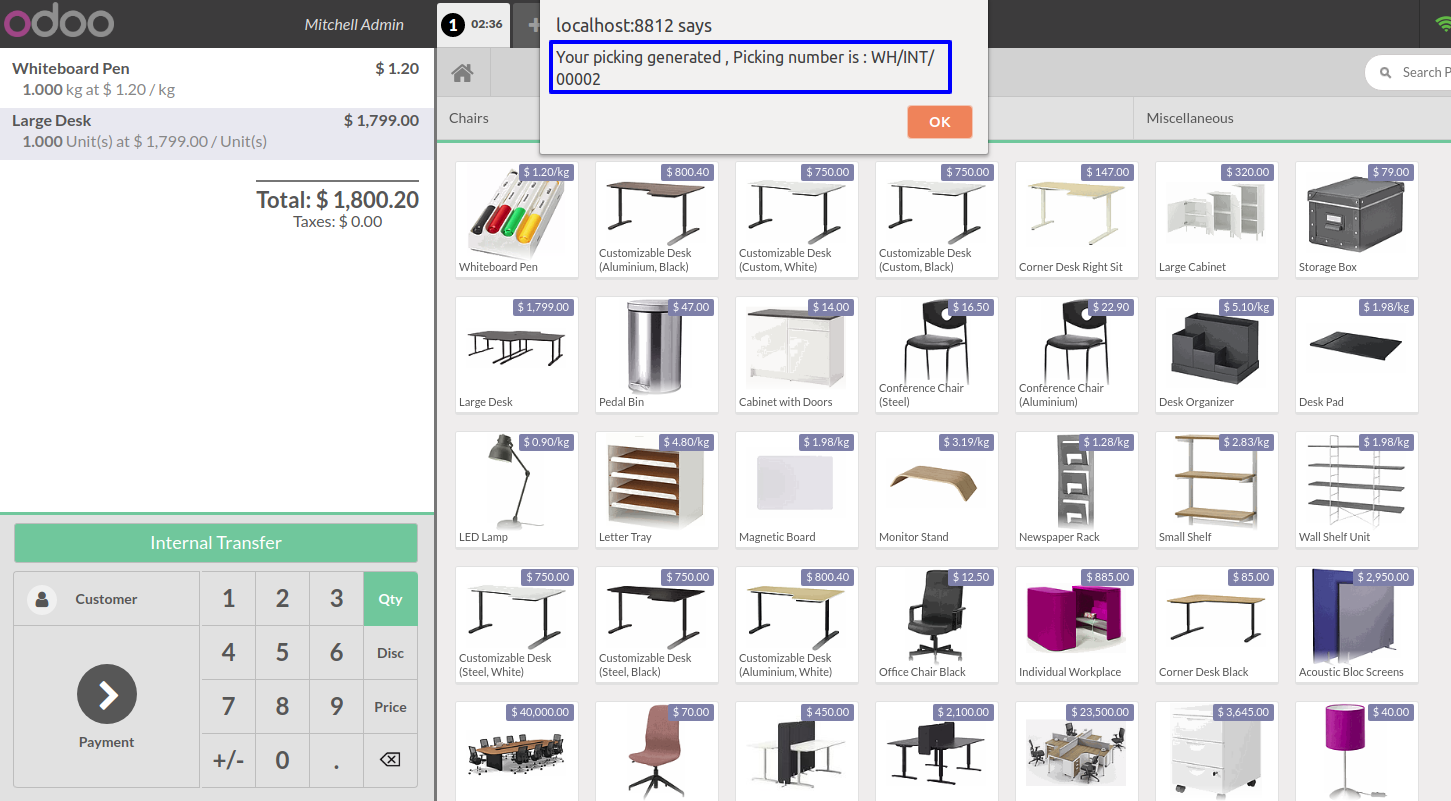 odoo
Mitchell Admin
1 02:36
localhost:8812 says
Your picking generated , Picking number is : WH/INT/
00002
OK
Search P
Chairs
Miscellaneous
Whiteboard Pen $ 1.20
1.000 kg at $ 1.20 / kg
Large Desk $ 1,799.00
1.000 Unit(s) at $ 1,799.00 / Unit(s)
Total: $ 1,800.20
Taxes: $ 0.00
Internal Transfer
Customer
Payment
1 2 3 Qty
4 5 6 Disc
7 8 9 Price
+/- 0 .
$ 1.20/kg
Whiteboard Pen
$ 800.40
Customizable Desk
(Aluminium, Black)
$ 750.00
Customizable Desk
(Custom, White)
$ 750.00
Customizable Desk
(Custom, Black)
$ 147.00
Corner Desk Right Sit
$ 320.00
Large Cabinet
$ 79.00
Storage Box
$ 1,799.00
Large Desk
$ 47.00
Pedal Bin
$ 14.00
Cabinet with Doors
$ 16.50
Conference Chair
(Steel)
$ 22.90
Conference Chair
(Aluminium)
$ 5.10/kg
Desk Organizer
$ 1.98/kg
Desk Pad
$ 0.90/kg
LED Lamp
$ 4.80/kg
Letter Tray
$ 1.98/kg
Magnetic Board
$ 3.19/kg
Monitor Stand
$ 1.28/kg
Newspaper Rack
$ 2.83/kg
Small Shelf
$ 1.98/kg
Wall Shelf Unit
$ 750.00
Customizable Desk
(Steel, White)
$ 750.00
Customizable Desk
(Steel, Black)
$ 800.40
Customizable Desk
(Aluminium, White)
$ 12.50
Office Chair Black
$ 885.00
Individual Workplace
$ 85.00
Corner Desk Black
$ 2,950.00
Acoustic Bloc Screens
$ 40,000.00
$ 70.00
$ 450.00
$ 2,100.00
$ 23,500.00
$ 3,645.00
$ 40.00